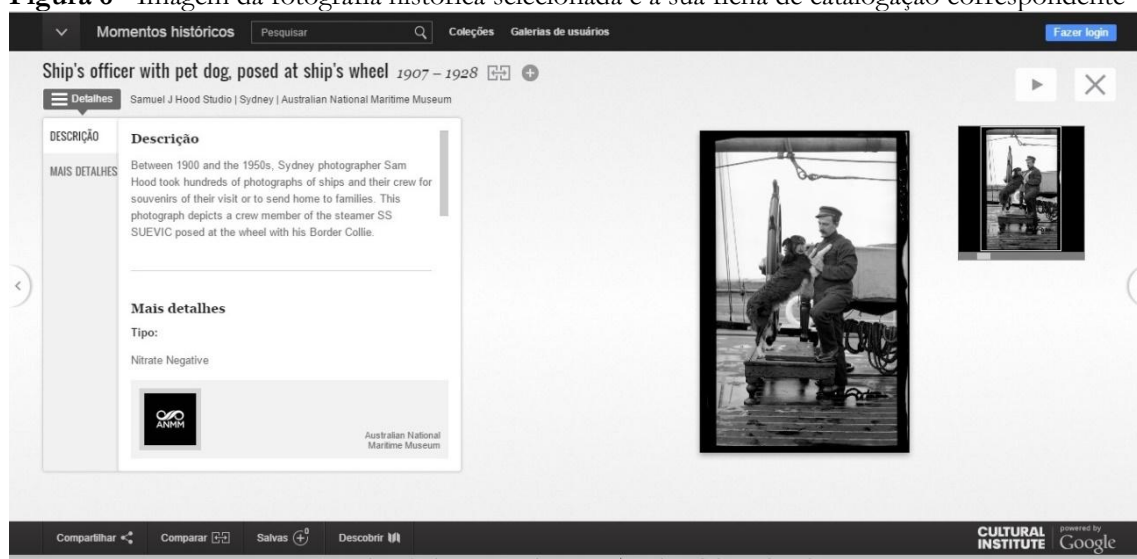 Figura 6 - Imagem da fotografia histórica selecionada e a sua ficha de catalogação correspondente
Momentos históricos
Pesquisar
Coleções Galerias de usuários
Fazer login
Ship's officer with pet dog, posed at ship's wheel 1907 – 1928
Detalhes
Samuel J Hood Studio | Sydney | Australian National Maritime Museum
DESCRIÇÃO
MAIS DETALHES
Descrição
Between 1900 and the 1950s, Sydney photographer Sam
Hood took hundreds of photographs of ships and their crew for
souvenirs of their visit or to send home to families. This
photograph depicts a crew member of the steamer SS
SUEVIC posed at the wheel with his Border Collie.
Mais detalhes
Tipo:
Nitrate Negative
ANMM
Australian National
Maritime Museum
Compartilhar
Comparar
Salvas 0
Descobrir
CULTURAL
INSTITUTE
powered by
Google